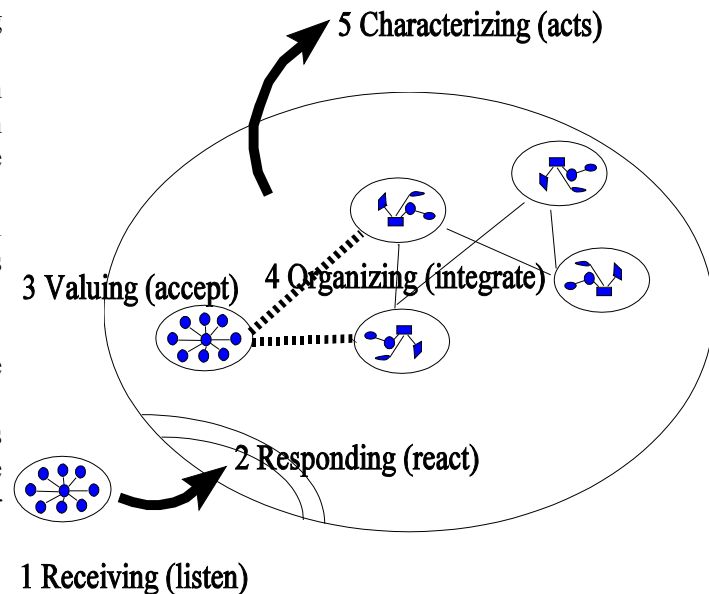 5 Characterizing (acts)
3 Valuing (accept)
4 Organizing (integrate)
2 Responding (react)
1 Receiving (listen)